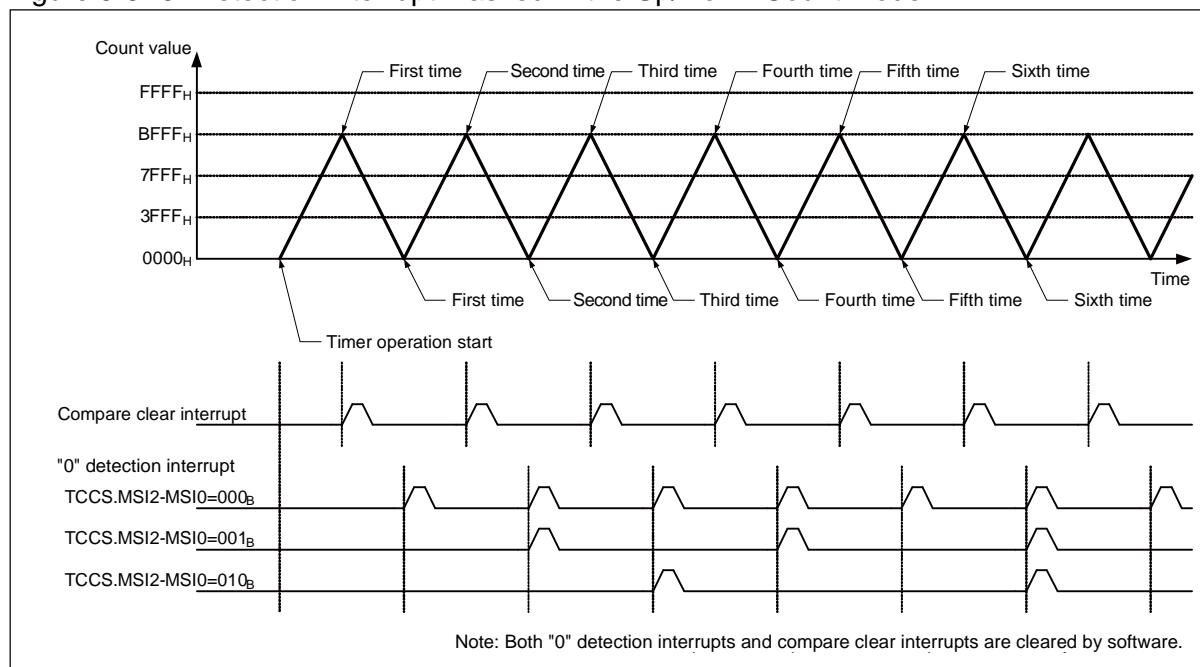 Count value
First time Second time Third time Fourth time Fifth time Sixth time
FFFFH
BFFFH
7FFFH
3FFFH
0000H
Time
First time Second time Third time Fourth time Fifth time Sixth time
Timer operation start
Compare clear interrupt
"0" detection interrupt
TCCS.MSI2-MSI0=000B
TCCS.MSI2-MSI0=001B
TCCS.MSI2-MSI0=010B
Note: Both "0" detection interrupts and compare clear interrupts are cleared by software.